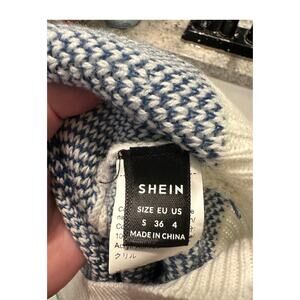 SHEIN
SIZE EU US
S 36 4
MADE IN CHINA
クリル